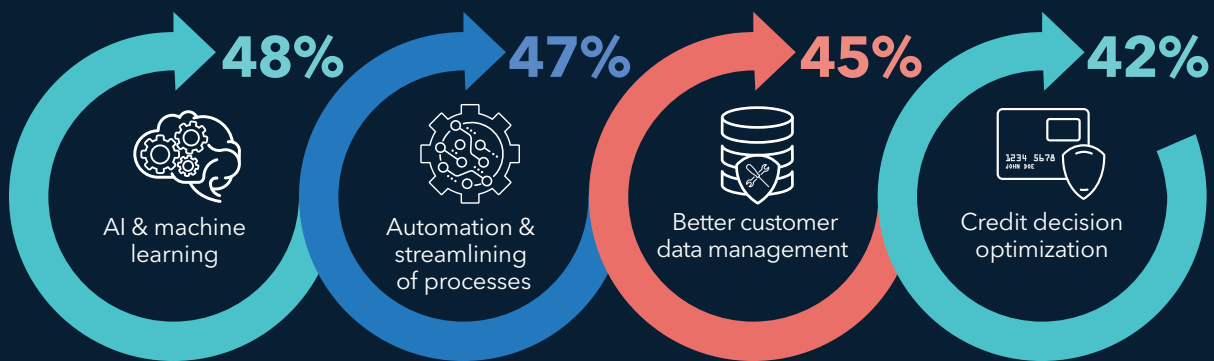 48%
AI & machine
learning
47%
Automation &
streamlining
of processes
45%
Better customer
data management
42%
1234 5678
JOHN DOE
Credit decision
optimization